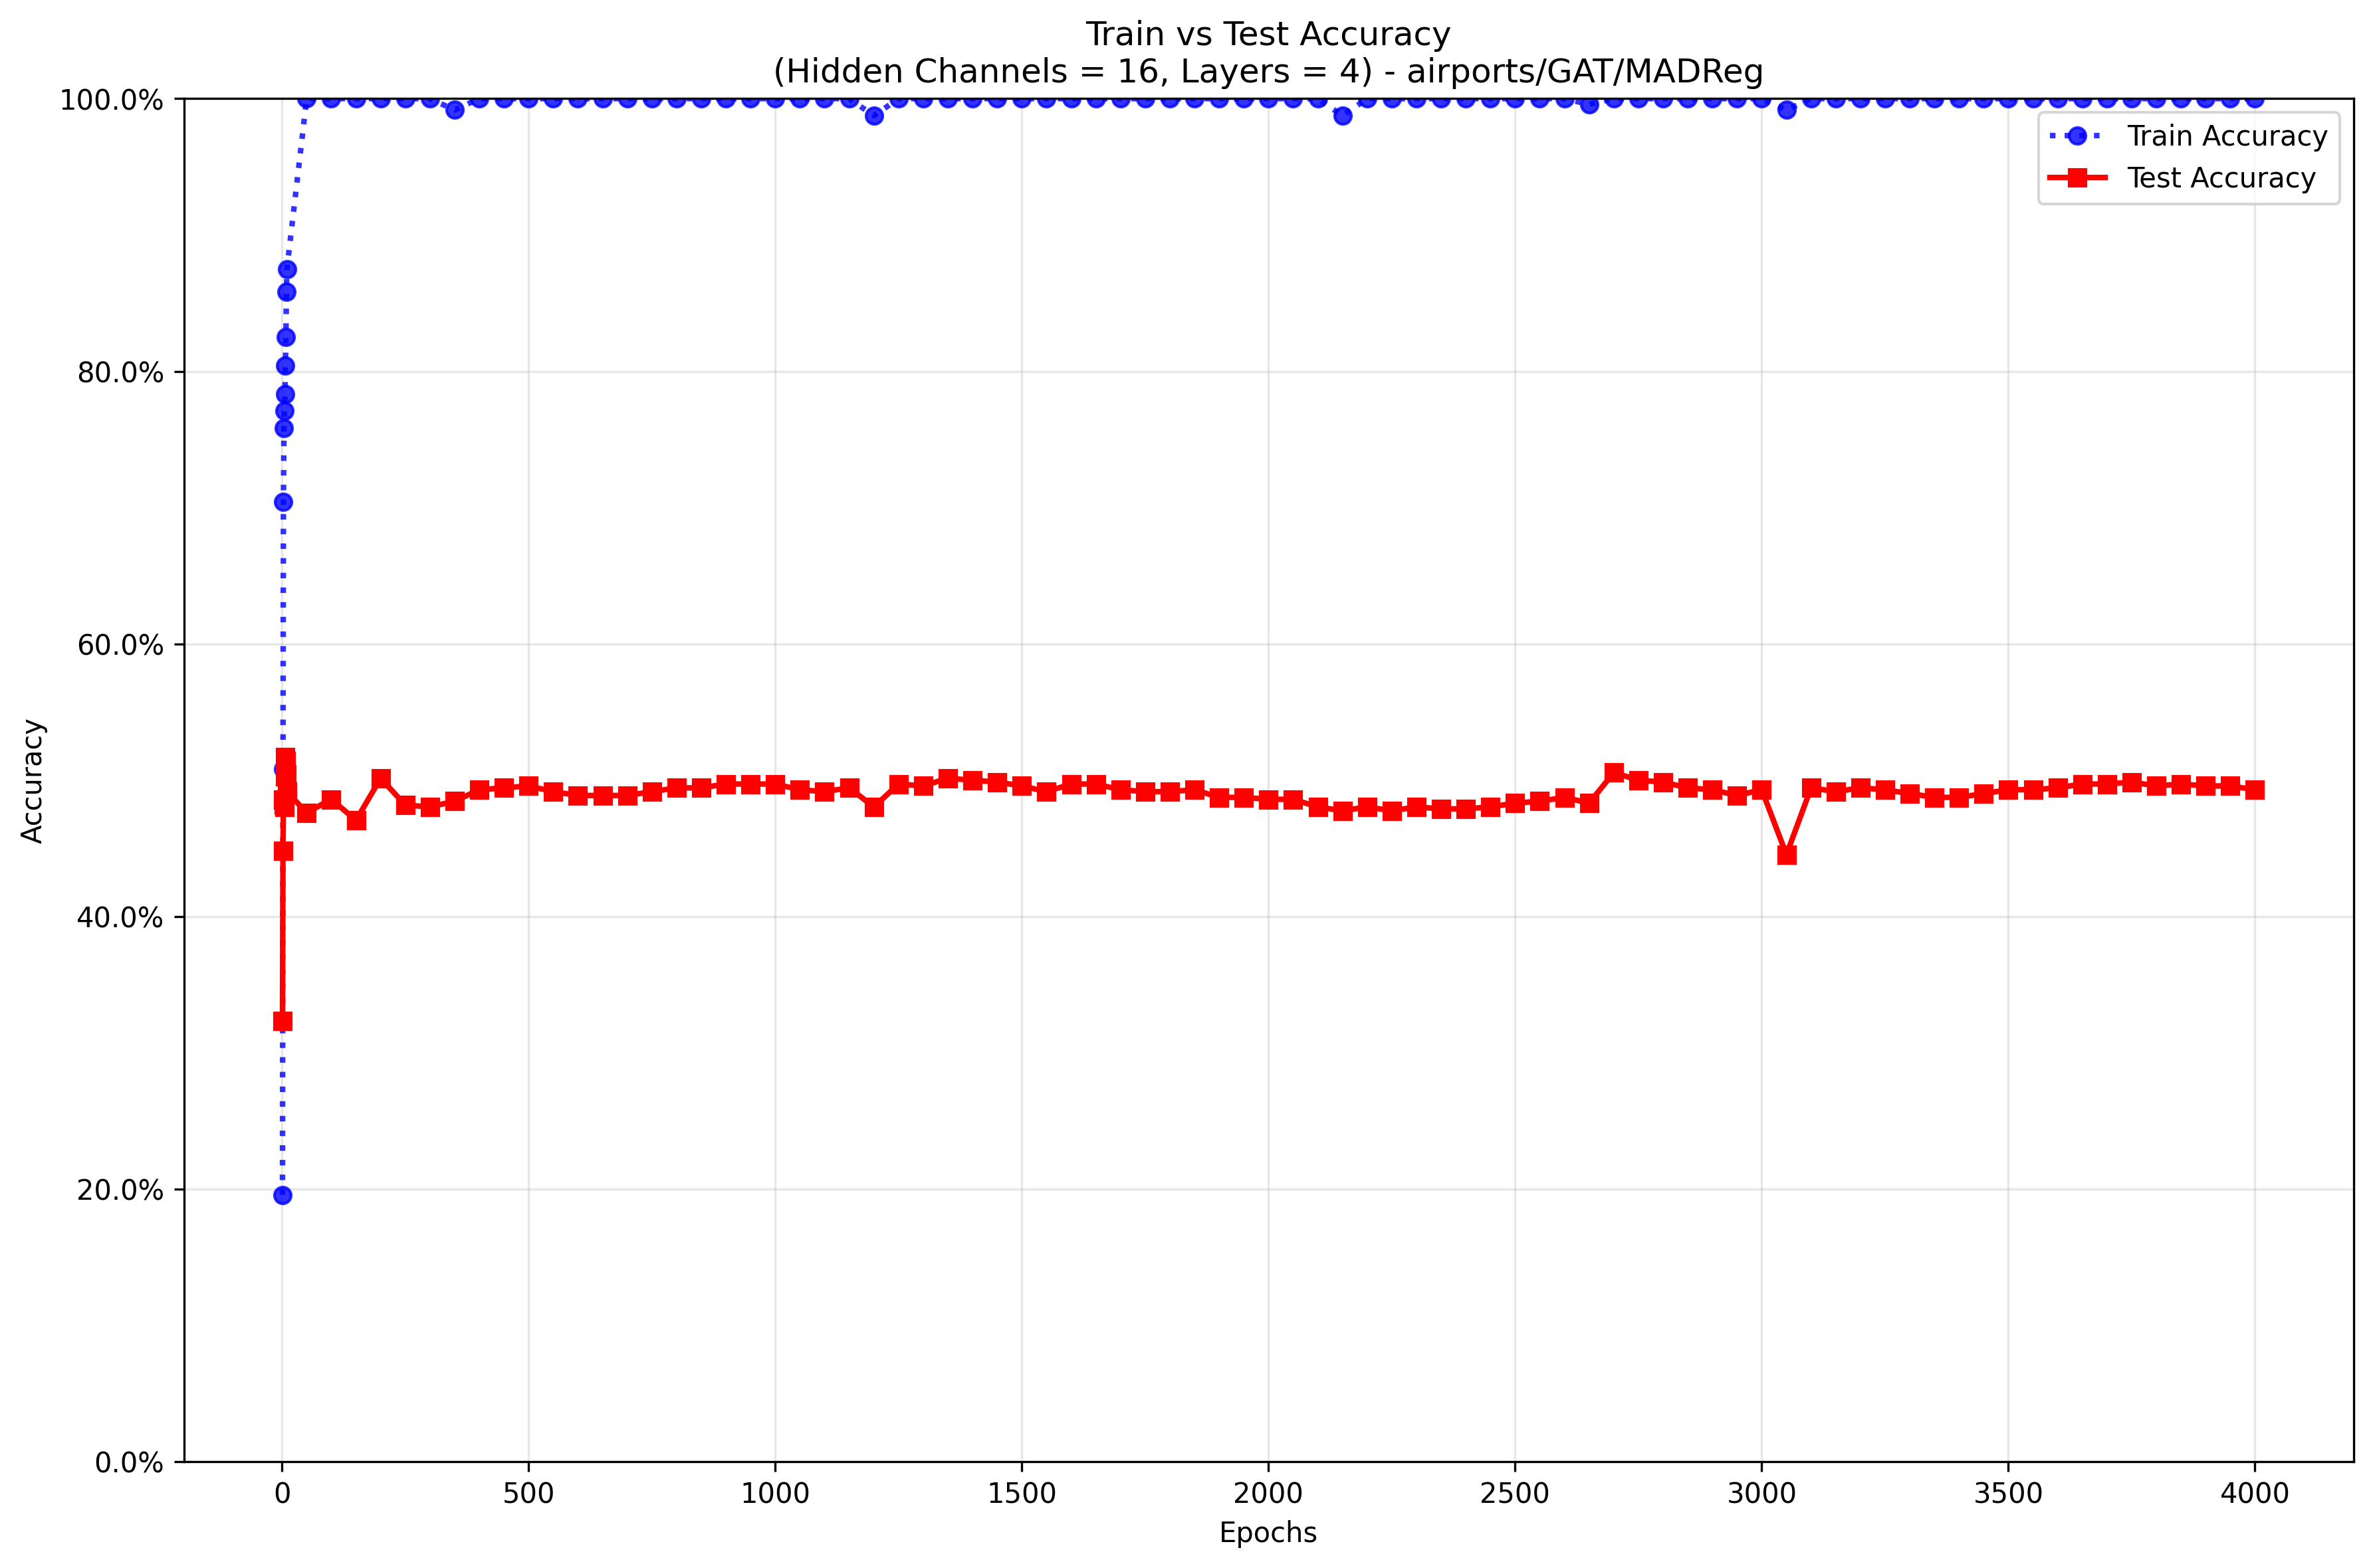 Train vs Test Accuracy
(Hidden Channels = 16, Layers = 4) - airports/GAT/MADReg
100.0%
80.0%
60.0%
40.0%
20.0%
0.0%
Accuracy
Train Accuracy
Test Accuracy
0 500 1000 1500 2000 2500 3000 3500 4000
Epochs